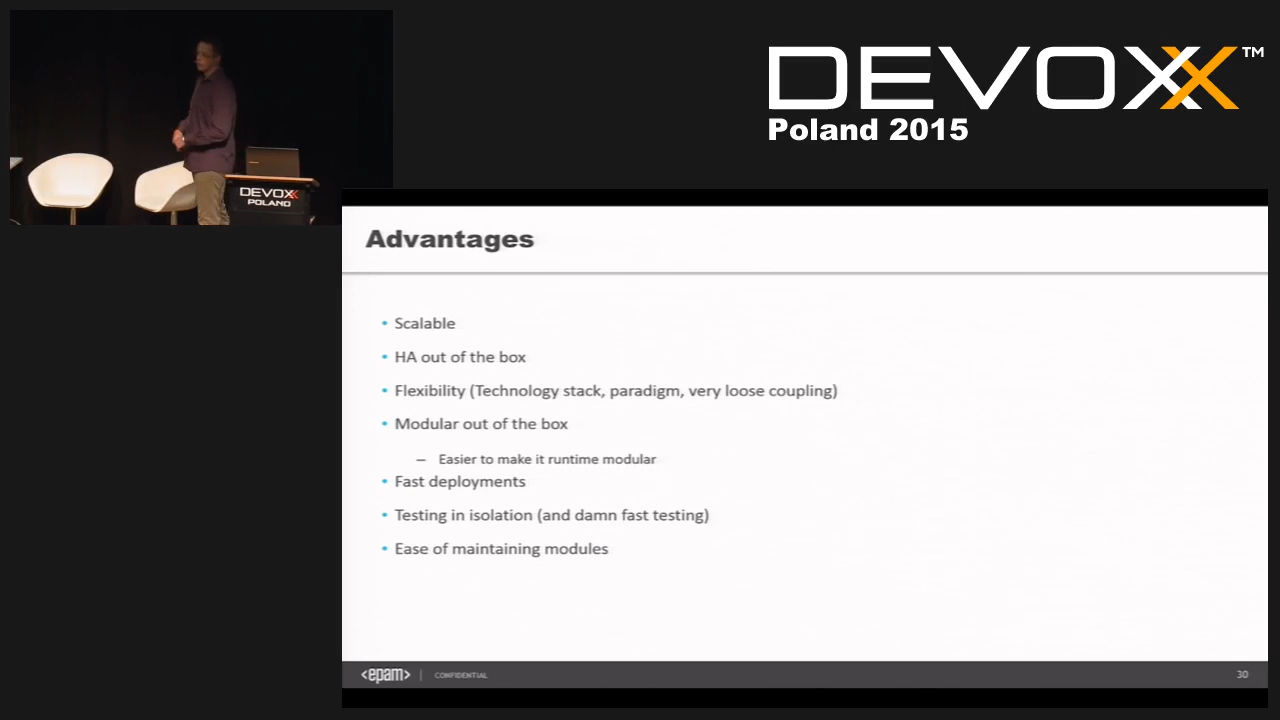 DEVOXX™
Poland 2015
DEVOXX
POLAND
Advantages
• Scalable
• HA out of the box
• Flexibility (Technology stack, paradigm, very loose coupling)
• Modular out of the box
– Easier to make it runtime modular
• Fast deployments
• Testing in isolation (and damn fast testing)
• Ease of maintaining modules
<epam> | CONFIDENTIAL 30